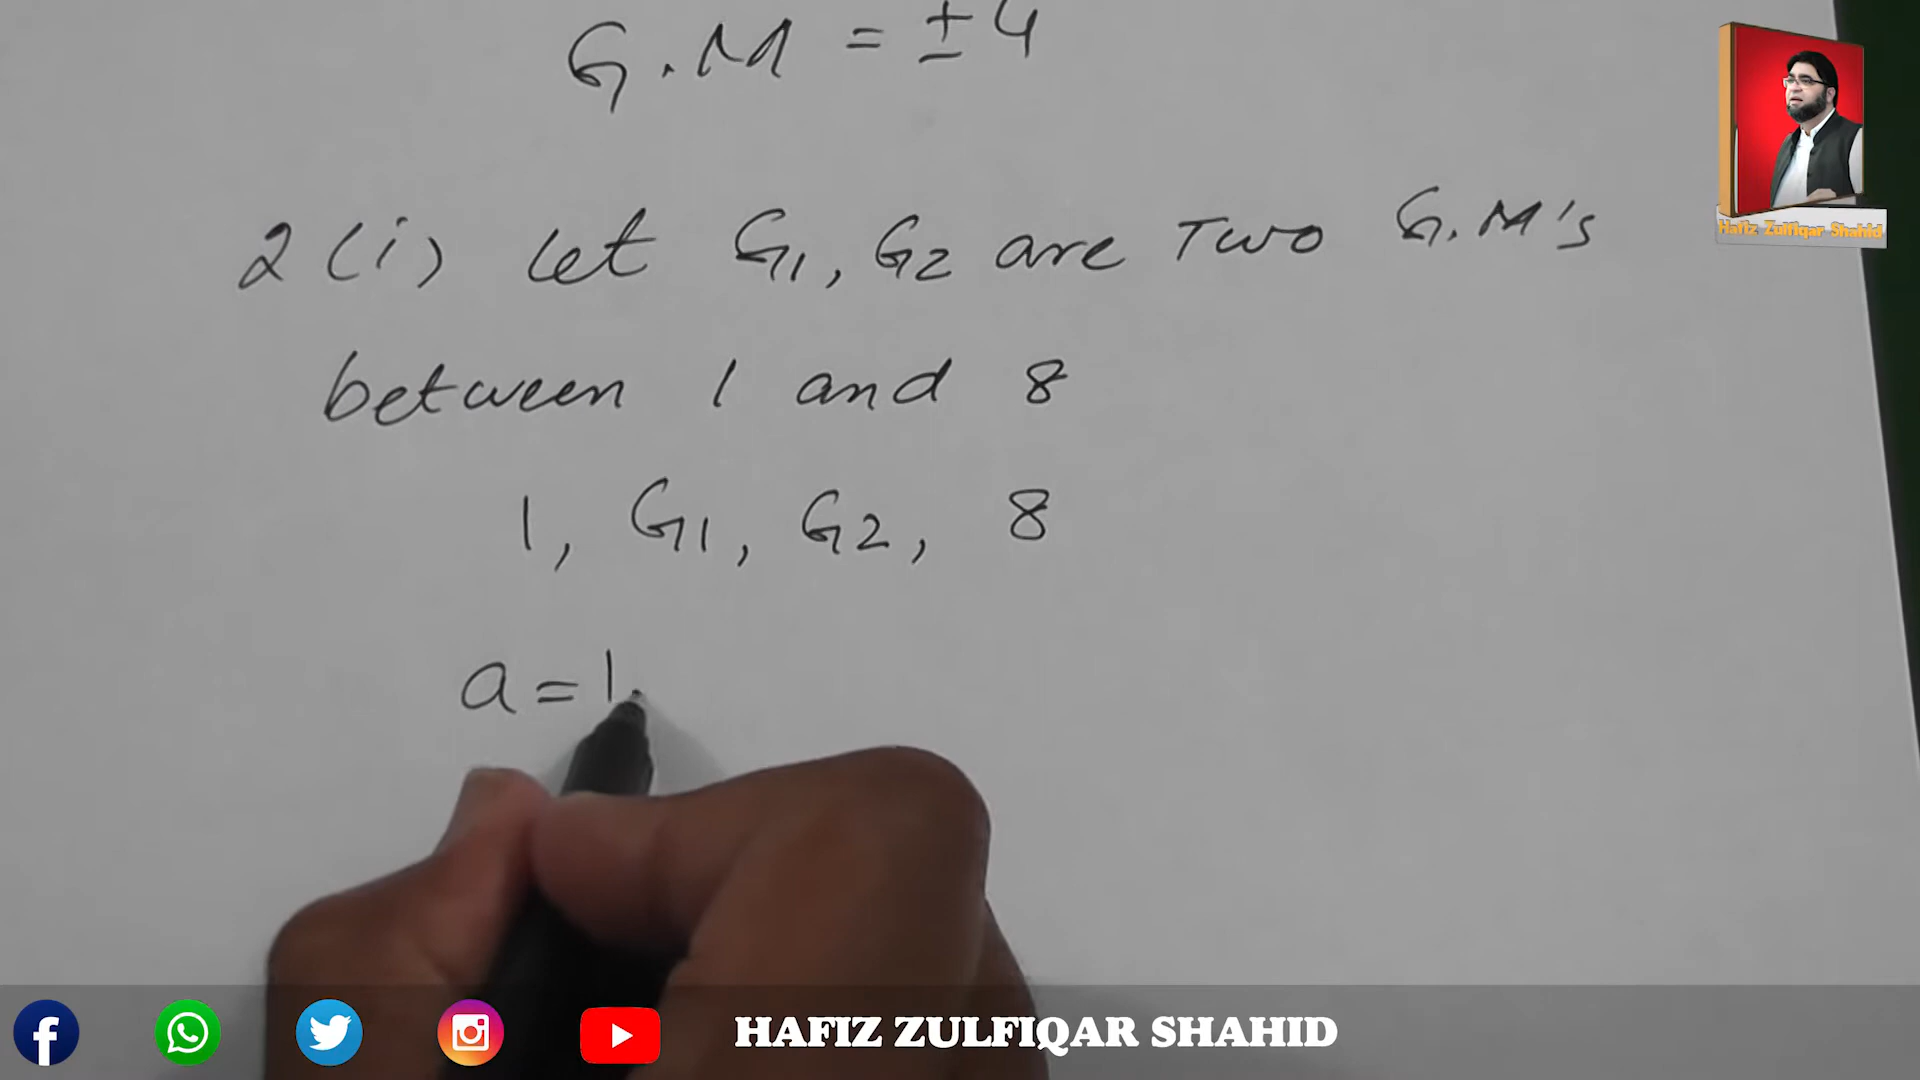 G.M = ±4
2(i) Let G1, G2 are Two G.M's
between 1 and 8
1, G1, G2, 8
a=1
Hafiz Zulfiqar Shahid
HAFIZ ZULFIQAR SHAHID